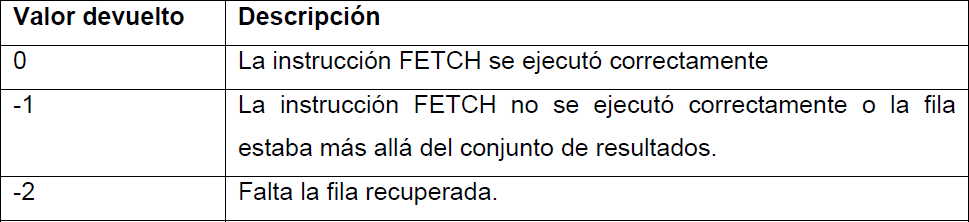 Valor devuelto Descripción
0 La instrucción FETCH se ejecutó correctamente
-1 La instrucción FETCH no se ejecutó correctamente o la fila
estaba más allá del conjunto de resultados.
-2 Falta la fila recuperada.